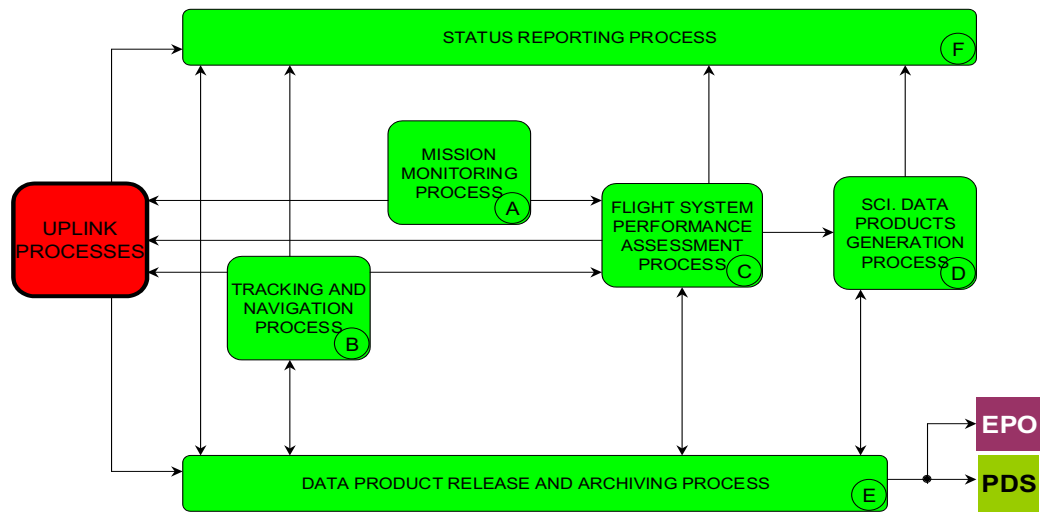 STATUS REPORTING PROCESS
F
MISSION
MONITORING
PROCESS
A
UPLINK
PROCESSES
FLIGHT SYSTEM
PERFORMANCE
ASSESSMENT
PROCESS
C
SCI. DATA
PRODUCTS
GENERATION
PROCESS
D
TRACKING AND
NAVIGATION
PROCESS
B
EPO
DATA PRODUCT RELEASE AND ARCHIVING PROCESS
E
PDS